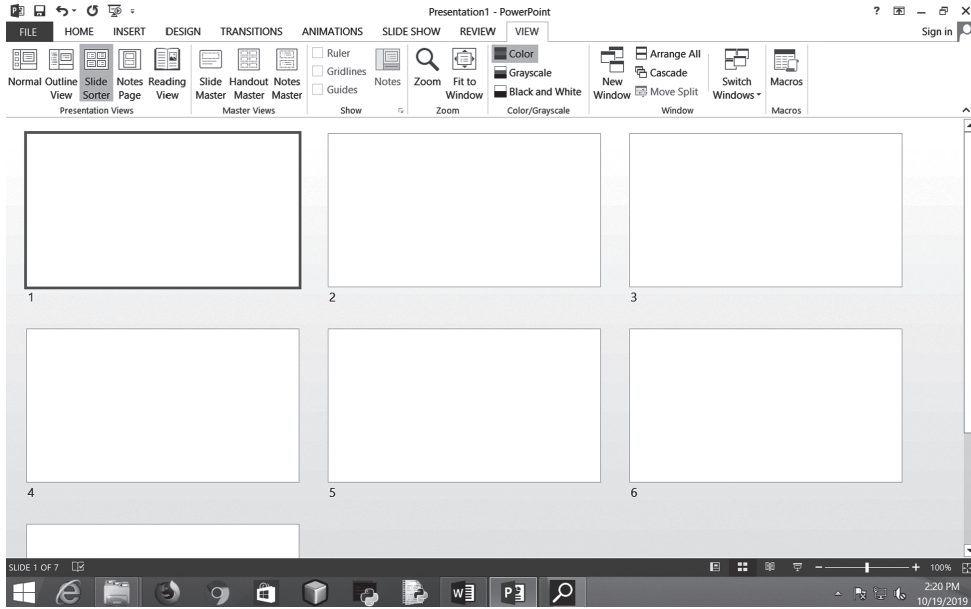 Presentation1 - PowerPoint
?
FILE HOME INSERT DESIGN TRANSITIONS ANIMATIONS SLIDE SHOW REVIEW VIEW Sign in
Normal Outline View Slide Sorter Notes Page Reading View
Presentation Views
Slide Master Handout Master Notes Master
Master Views
Ruler
Gridlines
Guides
Notes
Show
Zoom Fit to Window
Zoom
Color
Grayscale
Black and White
Color/Grayscale
New Window
Arrange All
Cascade
Move Split
Switch Windows
Window
Macros
Macros
1
2
3
4
5
6
SLIDE 1 OF 7
100%
2:20 PM
10/19/2019